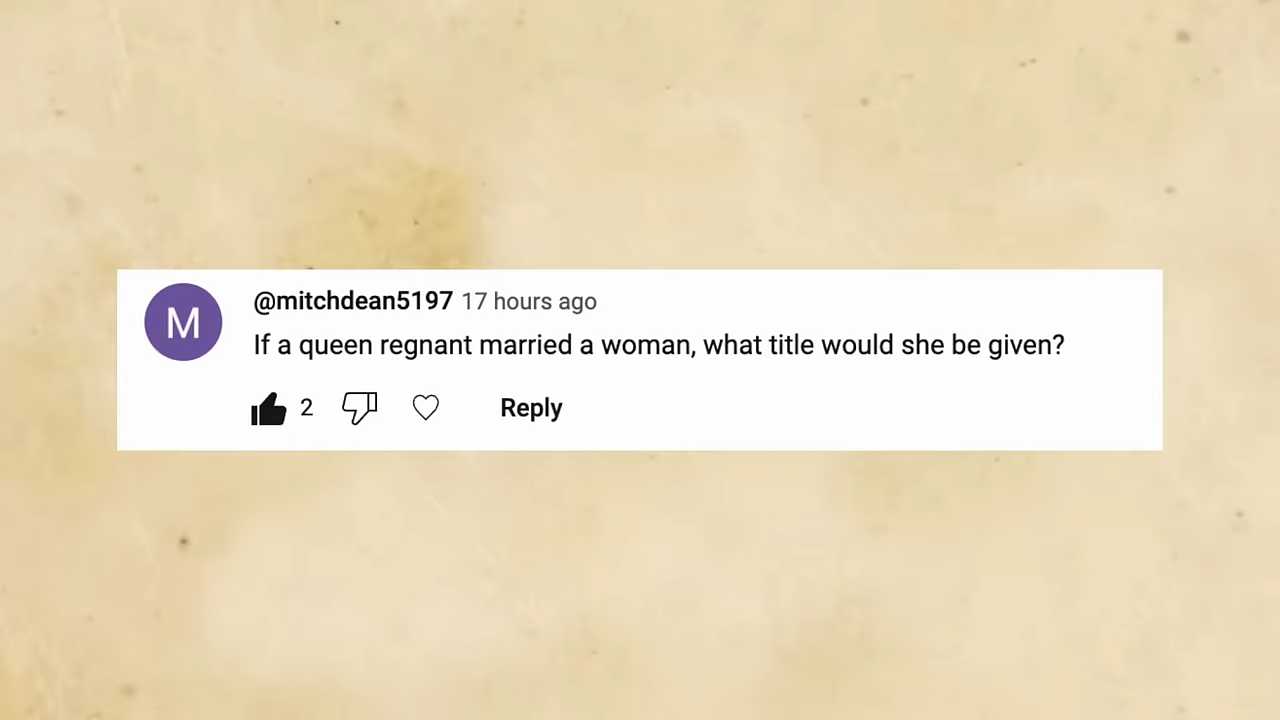 M
@mitchdean5197 17 hours ago
If a queen regnant married a woman, what title would she be given?
2 Reply